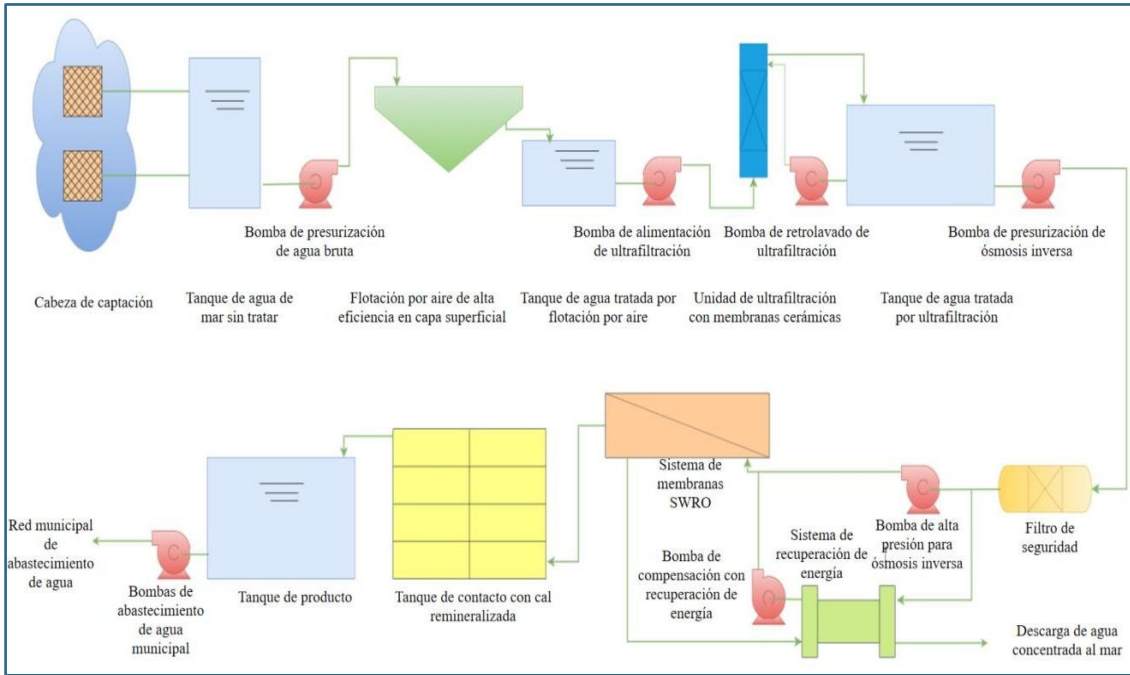 Bomba de presurización
de agua bruta
Bomba de alimentación
de ultrafiltración
Bomba de retrolavado de
ultrafiltración
Bomba de presurización de
ósmosis inversa
Cabeza de captación
Tanque de agua de
mar sin tratar
Flotación por aire de alta
eficiencia en capa superficial
Tanque de agua tratada por
flotación por aire
Unidad de ultrafiltración
con membranas cerámicas
Tanque de agua tratada
por ultrafiltración
Sistema de
membranas
SWRO
Bomba de alta
presión para
ósmosis inversa
Filtro de
seguridad
Sistema de
recuperación de
energía
Bomba de
compensación con
recuperación de
energía
Red municipal
de
abastecimiento
de agua
Bombas de
abastecimiento
de agua
municipal
Tanque de producto
Tanque de contacto con cal
remineralizada
Descarga de agua
concentrada al mar